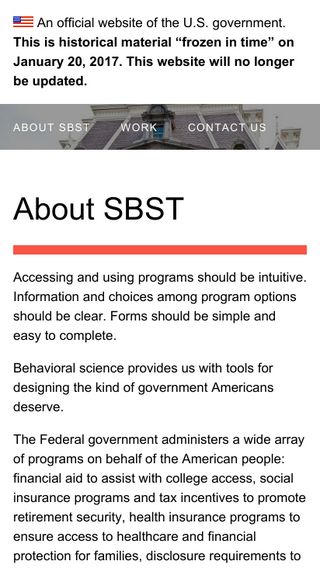 An official website of the U.S. government.
This is historical material “frozen in time” on
January 20, 2017. This website will no longer
be updated.
ABOUT SBST WORK CONTACT US
About SBST
Accessing and using programs should be intuitive.
Information and choices among program options
should be clear. Forms should be simple and
easy to complete.
Behavioral science provides us with tools for
designing the kind of government Americans
deserve.
The Federal government administers a wide array
of programs on behalf of the American people:
financial aid to assist with college access, social
insurance programs and tax incentives to promote
retirement security, health insurance programs to
ensure access to healthcare and financial
protection for families, disclosure requirements to